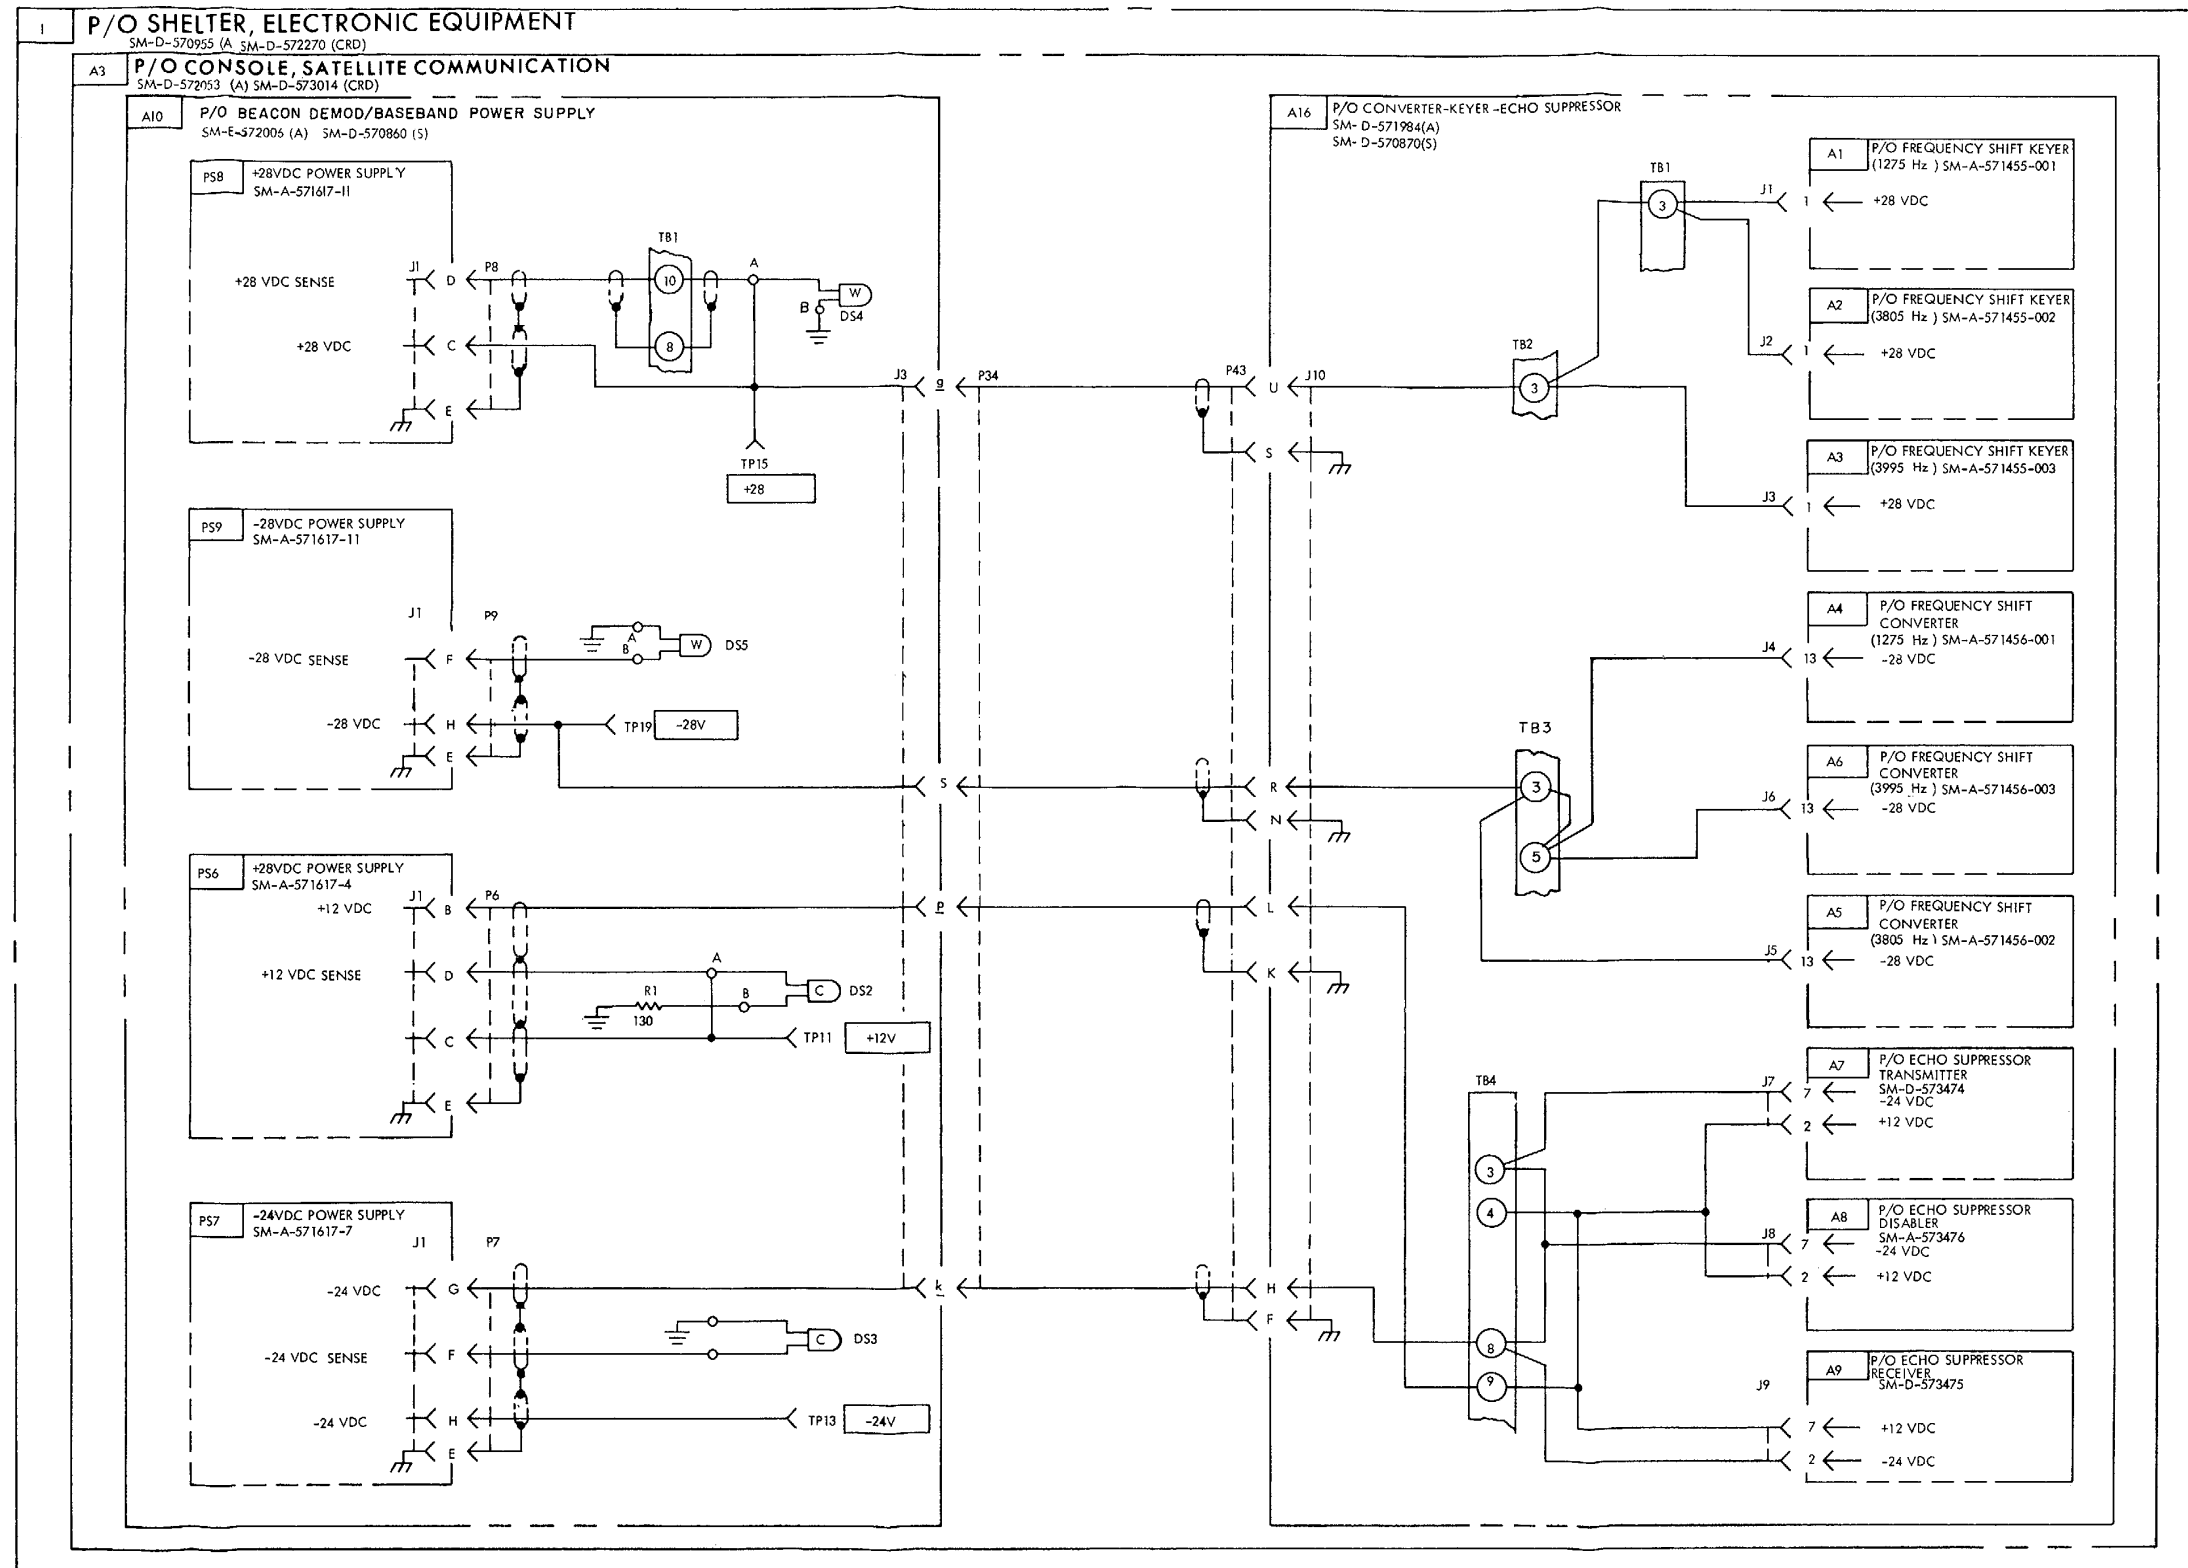 1
P/O SHELTER, ELECTRONIC EQUIPMENT
SM-D-570955 (A SM-D-572270 (CRD)
A3
P/O CONSOLE, SATELLITE COMMUNICATION
SM-D-572053 (A) SM-D-573014 (CRD)
A10
P/O BEACON DEMOD/BASEBAND POWER SUPPLY
SM-E-572006 (A) SM-D-570860 (S)
PS8
+28VDC POWER SUPPLY
SM-A-571617-11
+28 VDC SENSE
J1
D
P8
TB1
10
A
W
B
DS4
+28 VDC
C
8
E
J3
g
P34
TP15
+28
PS9
-28VDC POWER SUPPLY
SM-A-571617-11
J1
P9
-28 VDC SENSE
F
A
B
W
DS5
-28 VDC
H
TP19
-28V
E
S
PS6
+28VDC POWER SUPPLY
SM-A-571617-4
+12 VDC
J1
B
P6
p
+12 VDC SENSE
D
A
R1
130
B
C
DS2
C
TP11
+12V
E
PS7
-24VDC POWER SUPPLY
SM-A-571617-7
J1
P7
-24 VDC
G
k
-24 VDC SENSE
F
C
DS3
-24 VDC
H
TP13
-24V
E
A16
P/O CONVERTER-KEYER-ECHO SUPPRESSOR
SM-D-571984(A)
SM-D-570870(S)
P43
U
J10
S
TB2
3
TB1
3
R
N
TB3
3
5
L
K
H
F
TB4
3
4
8
9
J1
1
A1
P/O FREQUENCY SHIFT KEYER
(1275 Hz ) SM-A-571455-001
+28 VDC
J2
1
A2
P/O FREQUENCY SHIFT KEYER
(3805 Hz ) SM-A-571455-002
+28 VDC
J3
1
A3
P/O FREQUENCY SHIFT KEYER
(3995 Hz ) SM-A-571455-003
+28 VDC
J4
13
A4
P/O FREQUENCY SHIFT
CONVERTER
(1275 Hz ) SM-A-571456-001
-28 VDC
J6
13
A6
P/O FREQUENCY SHIFT
CONVERTER
(3995 Hz ) SM-A-571456-003
-28 VDC
J5
13
A5
P/O FREQUENCY SHIFT
CONVERTER
(3805 Hz ) SM-A-571456-002
-28 VDC
J7
7
2
A7
P/O ECHO SUPPRESSOR
TRANSMITTER
SM-D-573474
-24 VDC
+12 VDC
J8
7
2
A8
P/O ECHO SUPPRESSOR
DISABLER
SM-A-573476
-24 VDC
+12 VDC
J9
7
2
A9
P/O ECHO SUPPRESSOR
RECEIVER
SM-D-573475
+12 VDC
-24 VDC